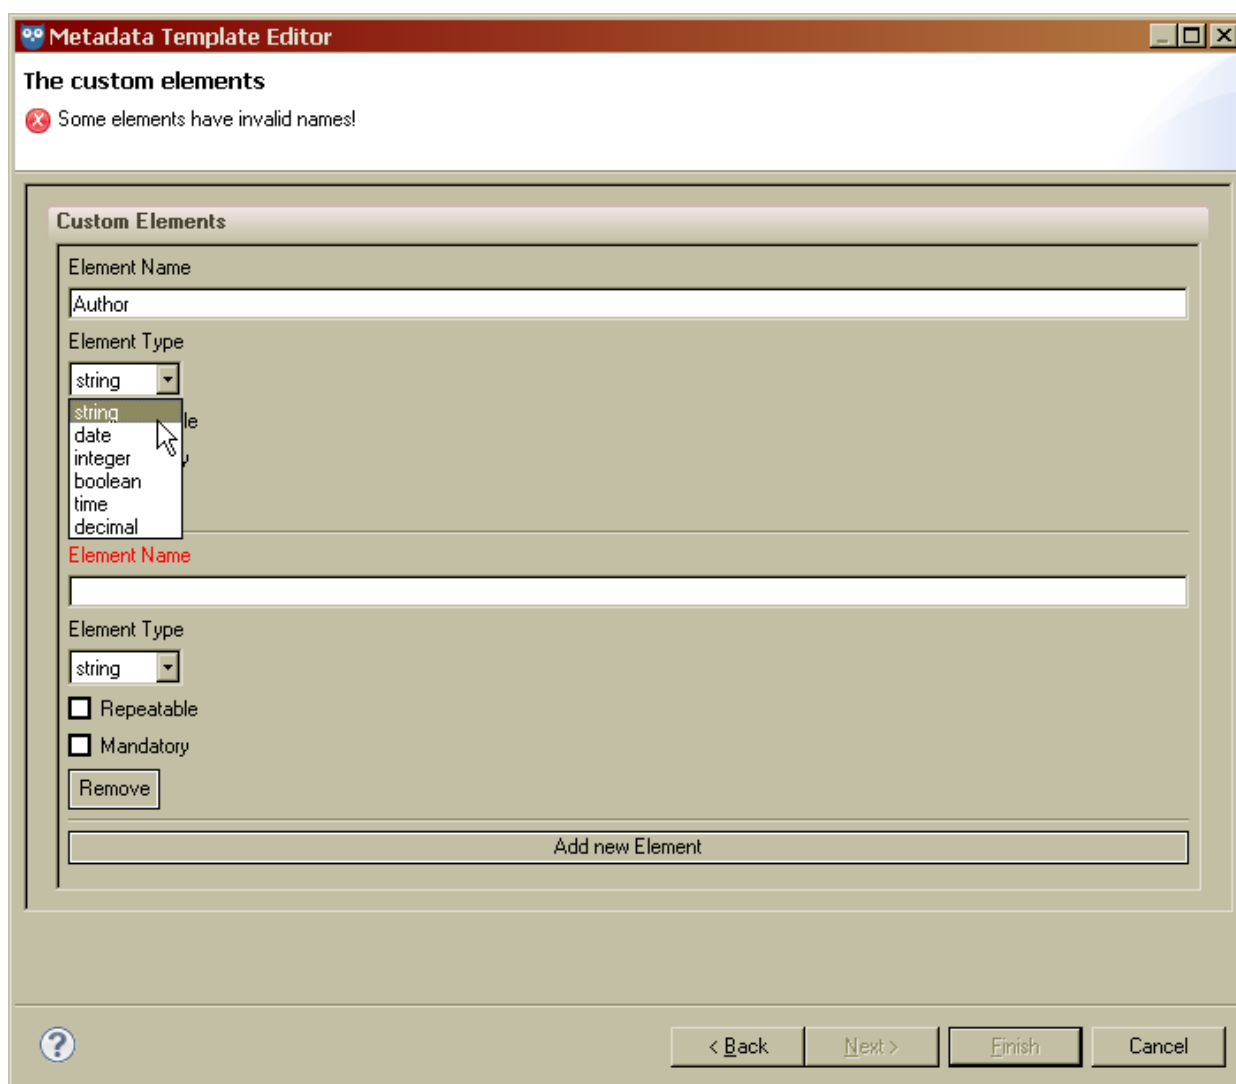 Metadata Template Editor
The custom elements
Some elements have invalid names!
Custom Elements
Element Name
Author
Element Type
string
string
date
integer
boolean
time
decimal
Element Name
Element Type
string
Repeatable
Mandatory
Remove
Add new Element
< Back Next > Finish Cancel